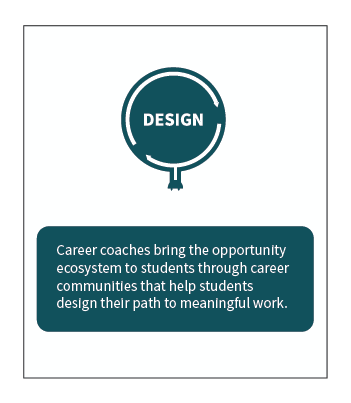 DESIGN
Career coaches bring the opportunity
ecosystem to students through career
communities that help students
design their path to meaningful work.